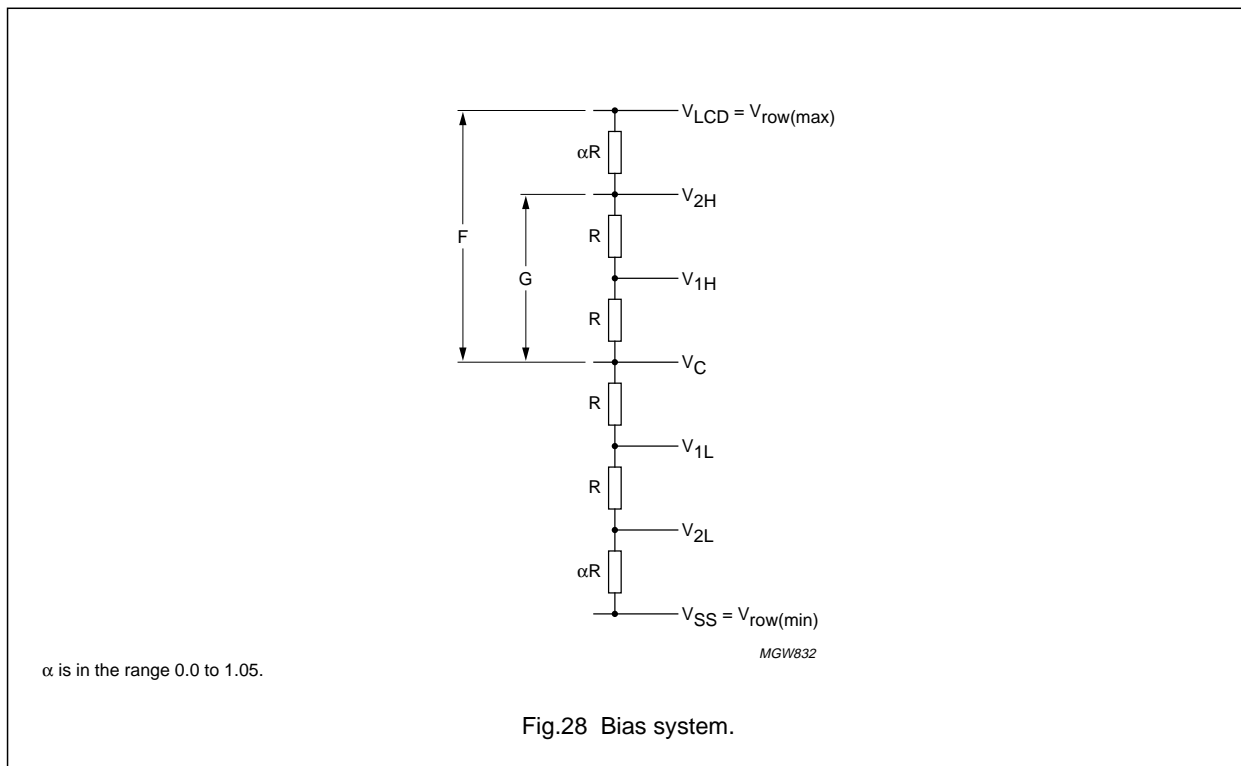 V_LCD = V_row(max)
αR
V_2H
R
F
G
V_1H
R
V_C
R
V_1L
R
V_2L
αR
V_SS = V_row(min)
MGW832
α is in the range 0.0 to 1.05.
Fig.28 Bias system.